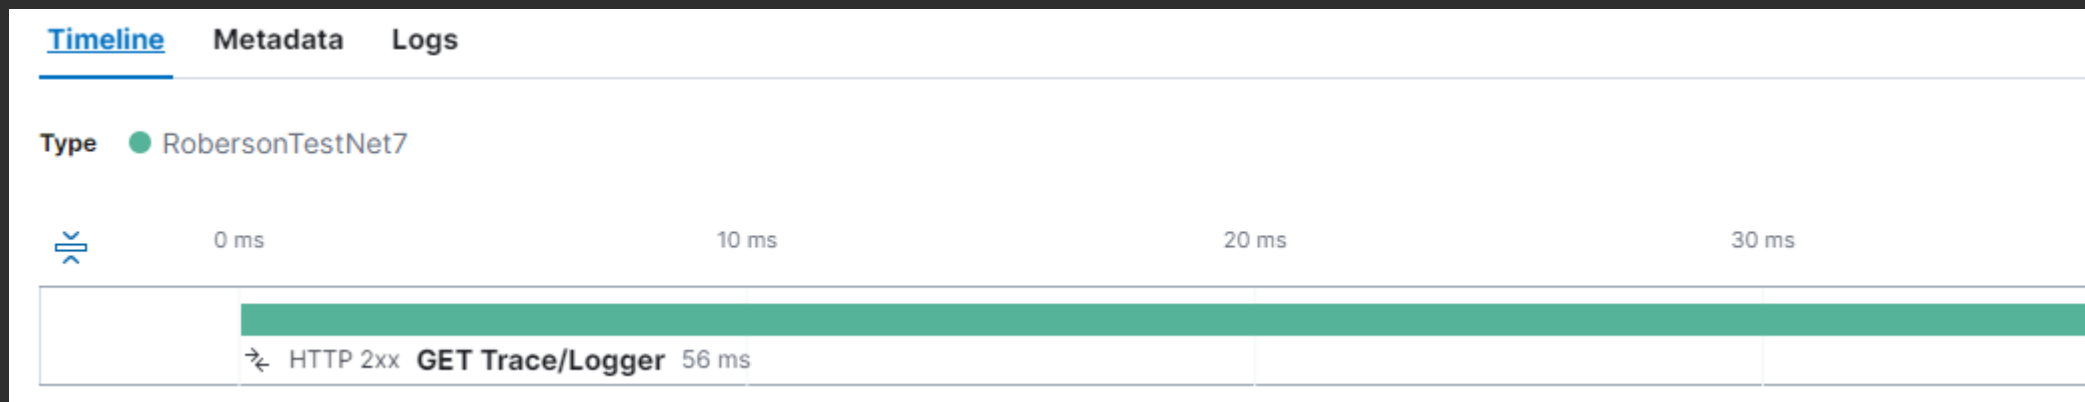 Timeline Metadata Logs
Type RobersonTestNet7
0 ms 10 ms 20 ms 30 ms
HTTP 2xx GET Trace/Logger 56 ms